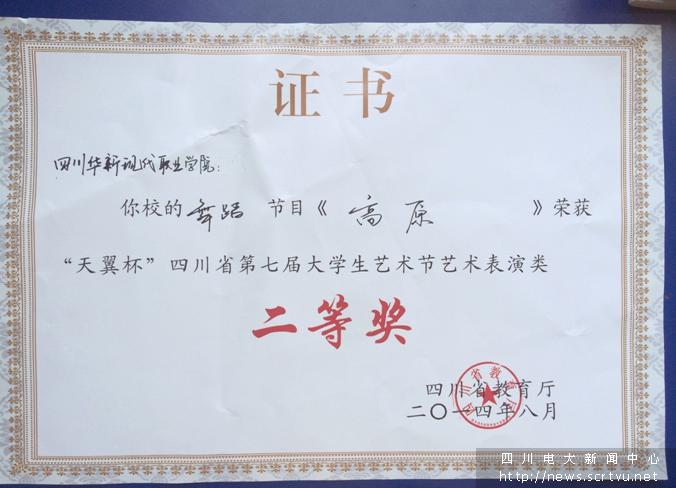 证书
四川华新现代职业学院:
你校的舞蹈 节目《 高原 》荣获
“天翼杯”四川省第七届大学生艺术节艺术表演类
二等奖
四川省教育厅
二〇一四年八月
四川电大新闻中心
http://news.scrtvu.net